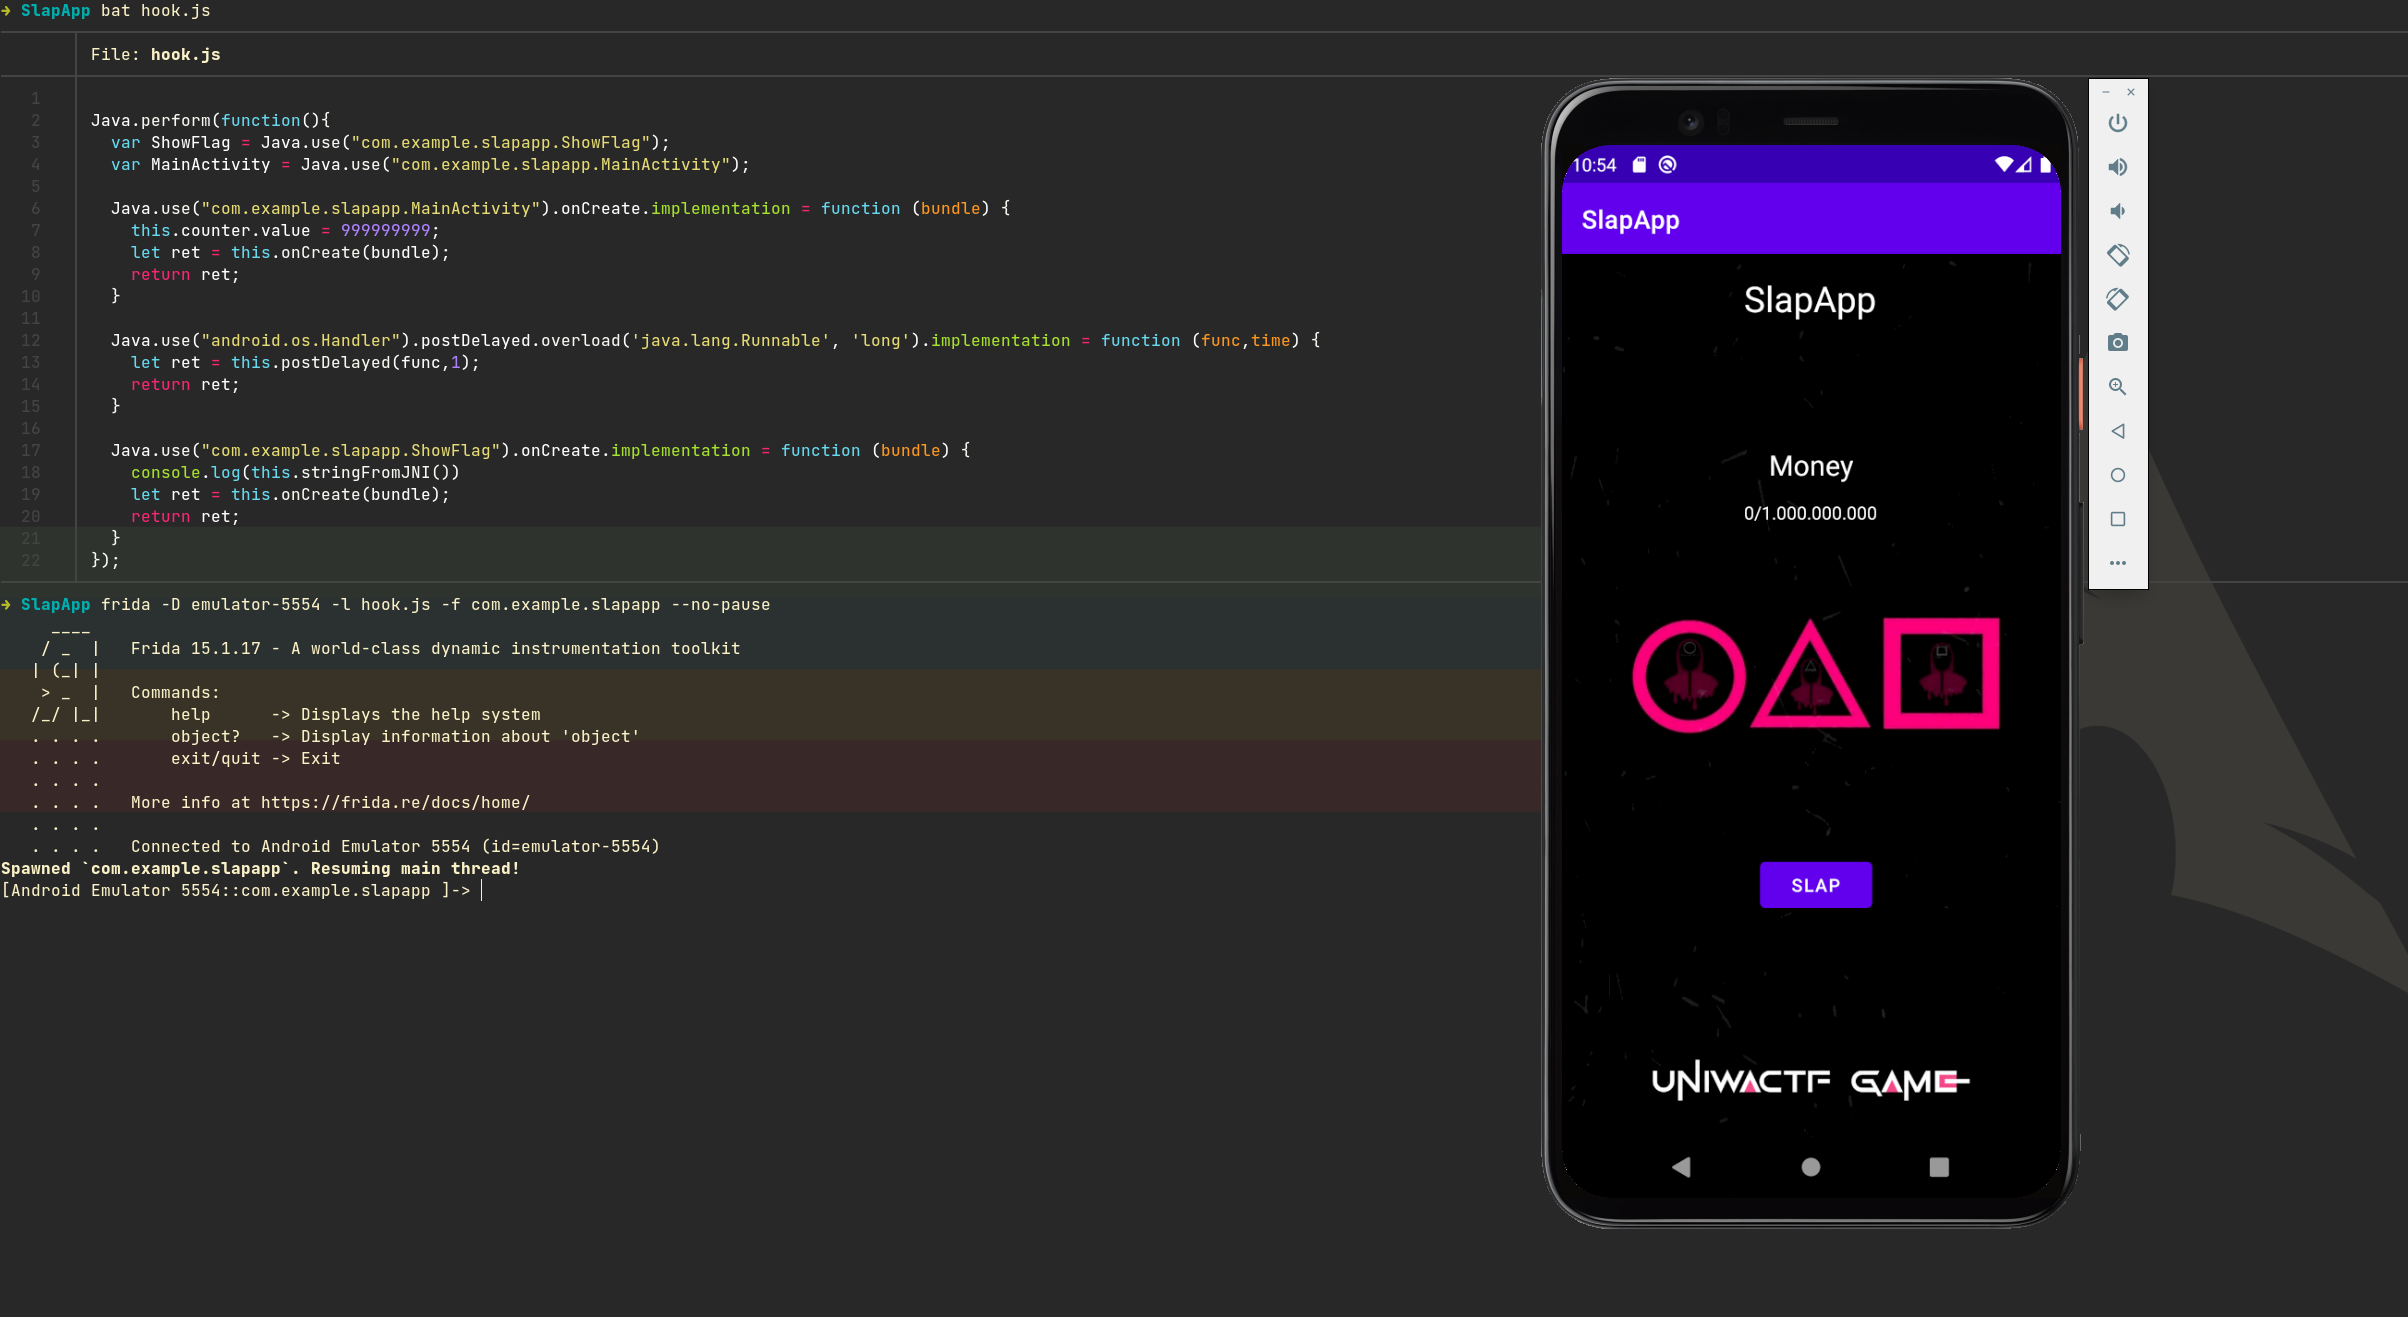 → SlapApp bat hook.js
File: hook.js
1
2 Java.perform(function(){
3   var ShowFlag = Java.use("com.example.slapapp.ShowFlag");
4   var MainActivity = Java.use("com.example.slapapp.MainActivity");
5
6   Java.use("com.example.slapapp.MainActivity").onCreate.implementation = function (bundle) {
7     this.counter.value = 999999999;
8     let ret = this.onCreate(bundle);
9     return ret;
10   }
11
12   Java.use("android.os.Handler").postDelayed.overload('java.lang.Runnable', 'long').implementation = function (func,time) {
13     let ret = this.postDelayed(func,1);
14     return ret;
15   }
16
17   Java.use("com.example.slapapp.ShowFlag").onCreate.implementation = function (bundle) {
18     console.log(this.stringFromJNI())
19     let ret = this.onCreate(bundle);
20     return ret;
21   }
22 });
→ SlapApp frida -D emulator-5554 -l hook.js -f com.example.slapapp --no-pause
     ____
    / _  |   Frida 15.1.17 - A world-class dynamic instrumentation toolkit
   | (_| |
    > _  |   Commands:
   /_/ |_|       help      -> Displays the help system
   . . . .       object?   -> Display information about 'object'
   . . . .       exit/quit -> Exit
   . . . .
   . . . .   More info at https://frida.re/docs/home/
   . . . .
   . . . .   Connected to Android Emulator 5554 (id=emulator-5554)
Spawned `com.example.slapapp`. Resuming main thread!
[Android Emulator 5554::com.example.slapapp ]->
10:54
SlapApp
SlapApp
Money
0/1.000.000.000
SLAP
UNIWACTF GAME